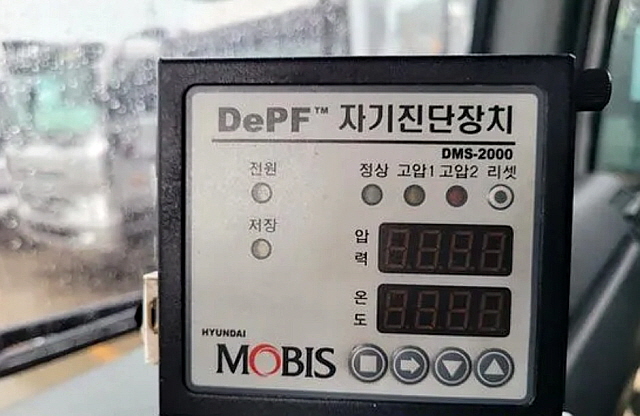 DePF™ 자기진단장치
DMS-2000
전원
정상 고압1 고압2 리셋
저장
압력
온도
HYUNDAI
MOBIS